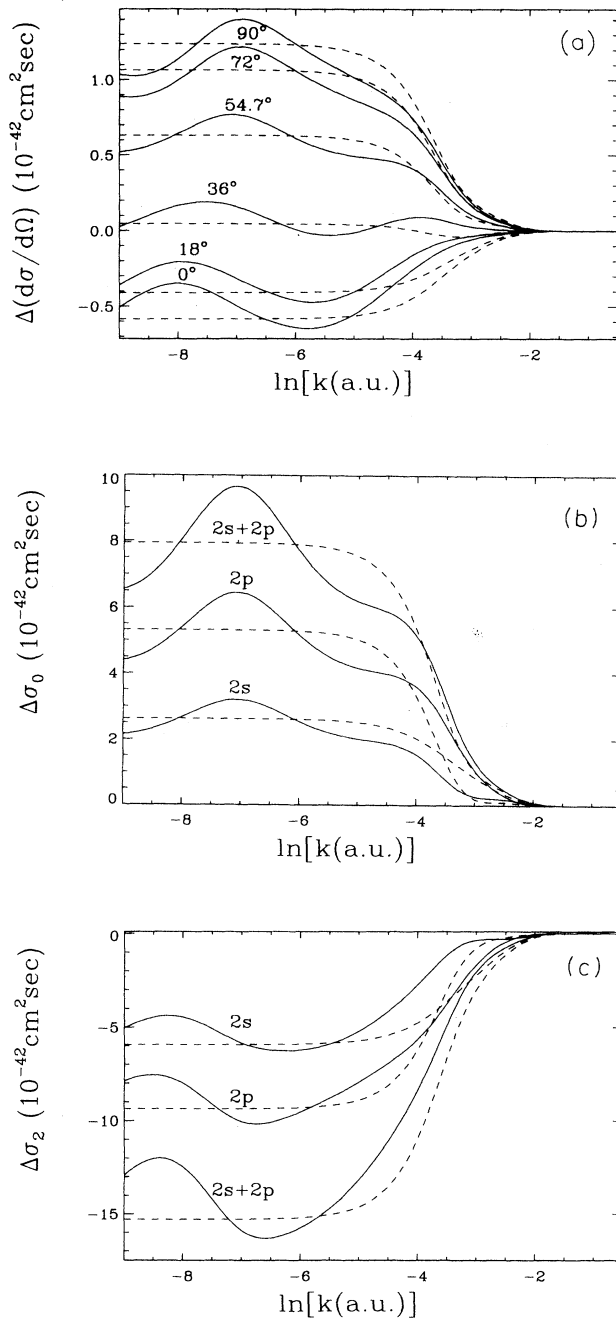 (a)
90°
72°
54.7°
36°
18°
0°
1.0
0.5
0.0
−0.5
Δ(dσ/dΩ) (10⁻⁴²cm²sec)
−8
−6
−4
−2
ln[k(a.u.)]
(b)
10
8
6
4
2
0
2s+2p
2p
2s
Δσ₀ (10⁻⁴²cm²sec)
−8
−6
−4
−2
ln[k(a.u.)]
(c)
0
−5
−10
−15
2s
2p
2s+2p
Δσ₂ (10⁻⁴²cm²sec)
−8
−6
−4
−2
ln[k(a.u.)]